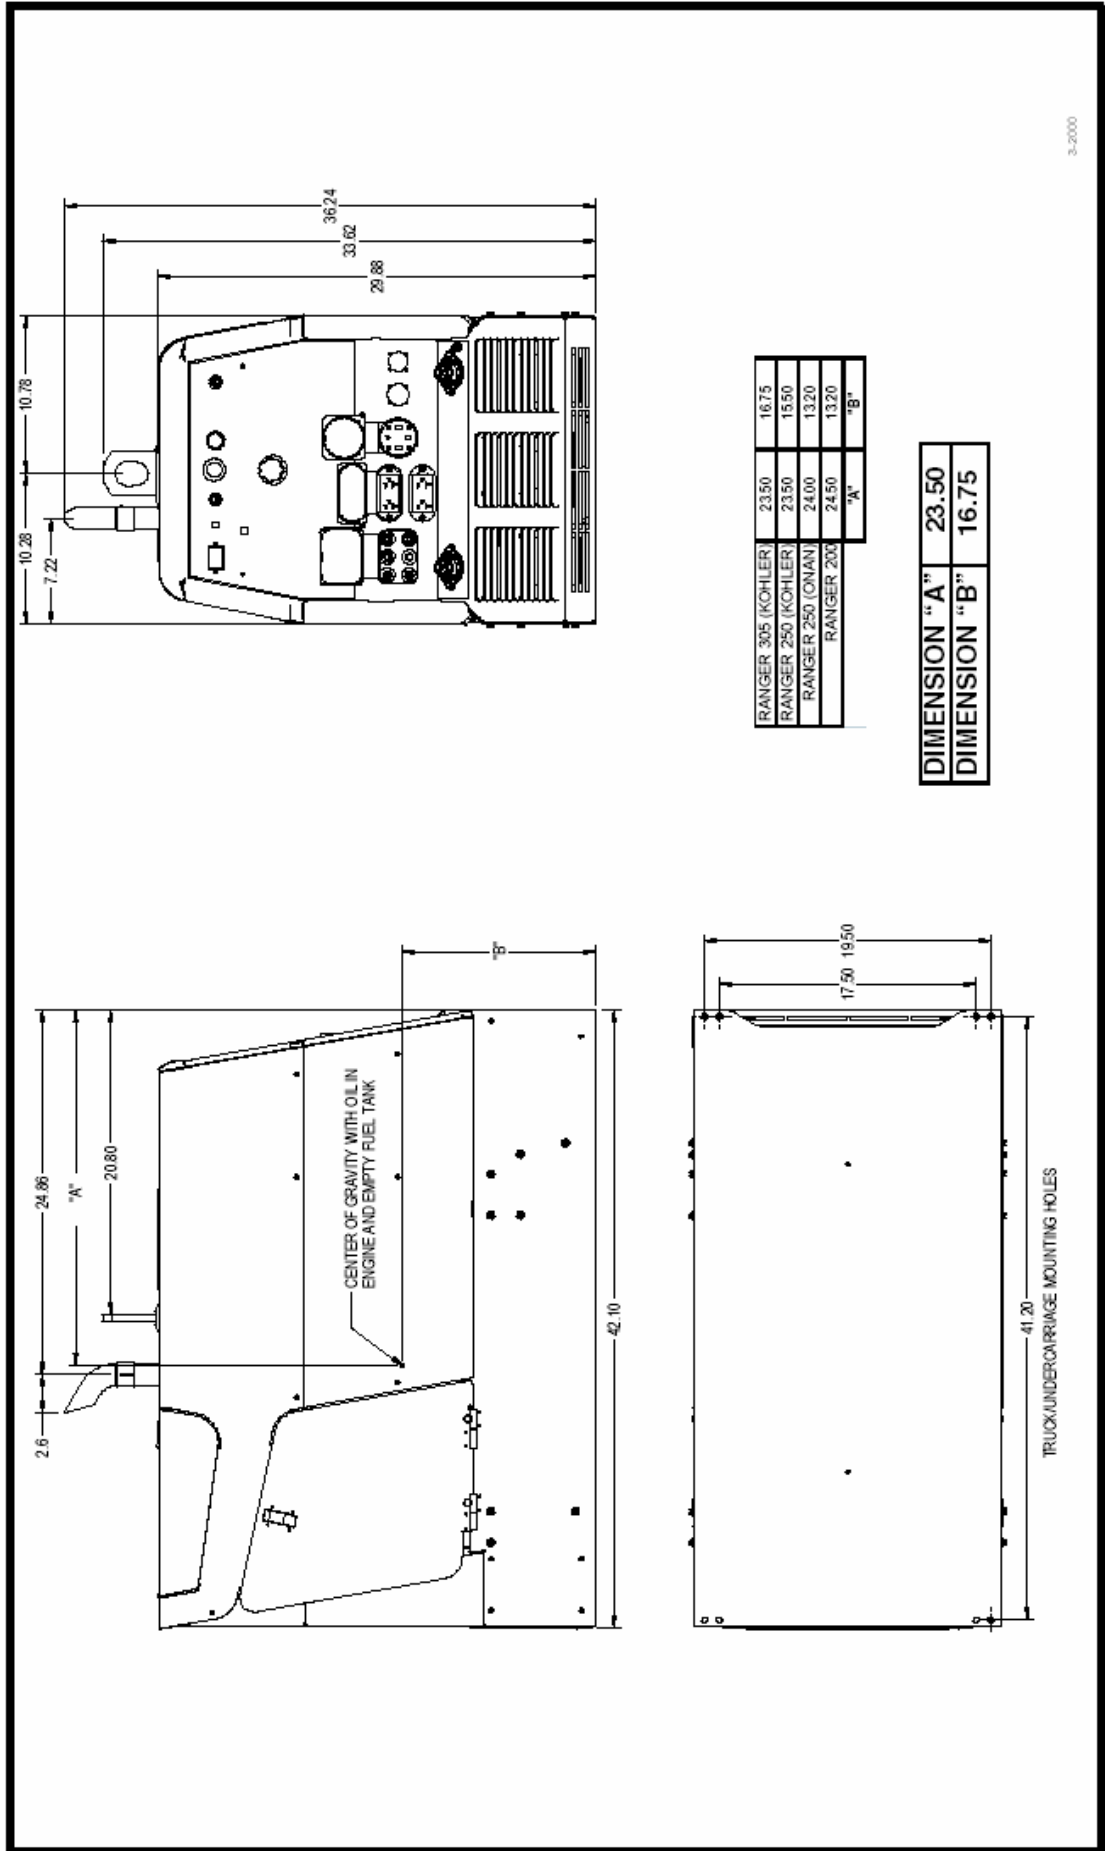 24.86
"A"
20.80
2.6
"B"
CENTER OF GRAVITY WITH OIL IN
ENGINE AND EMPTY FUEL TANK
42.10
10.28
10.78
7.22
36.24
33.62
29.88
17.50 19.50
41.20
TRUCK/UNDERCARRIAGE MOUNTING HOLES
RANGER 305 (KOHLER) 23.50 16.75
RANGER 250 (KOHLER) 23.50 15.50
RANGER 250 (ONAN) 24.00 13.20
RANGER 200 24.50 13.20
"A" "B"
DIMENSION "A" 23.50
DIMENSION "B" 16.75
3-2000